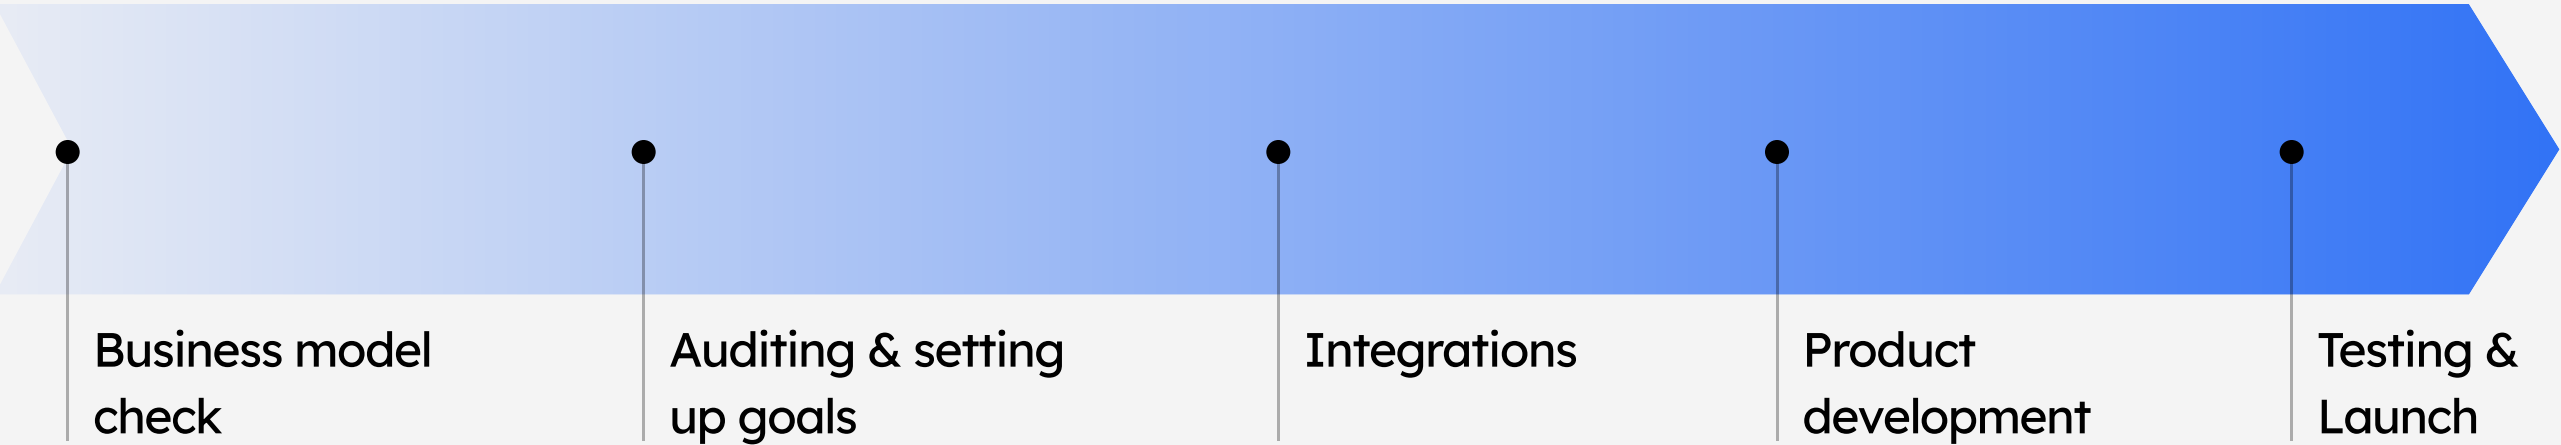 Business model
check
Auditing & setting
up goals
Integrations
Product
development
Testing &
Launch